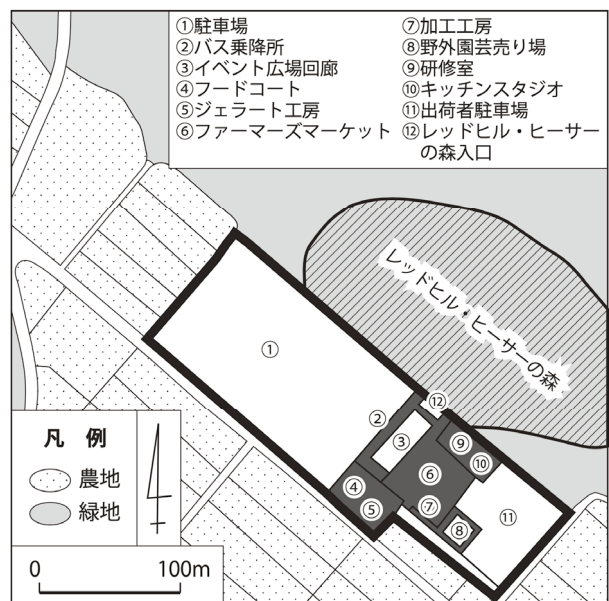 ①駐車場
②バス乗降所
③イベント広場回廊
④フードコート
⑤ジェラート工房
⑥ファーマーズマーケット
⑦加工工房
⑧野外園芸売り場
⑨研修室
⑩キッチンスタジオ
⑪出荷者駐車場
⑫レッドヒル・ヒーサー
の森入口
レッドヒル・ヒーサーの森
①
⑫
②
③
⑨
⑩
⑥
④
⑤
⑦
⑧
⑪
凡 例
農地
緑地
0 100m